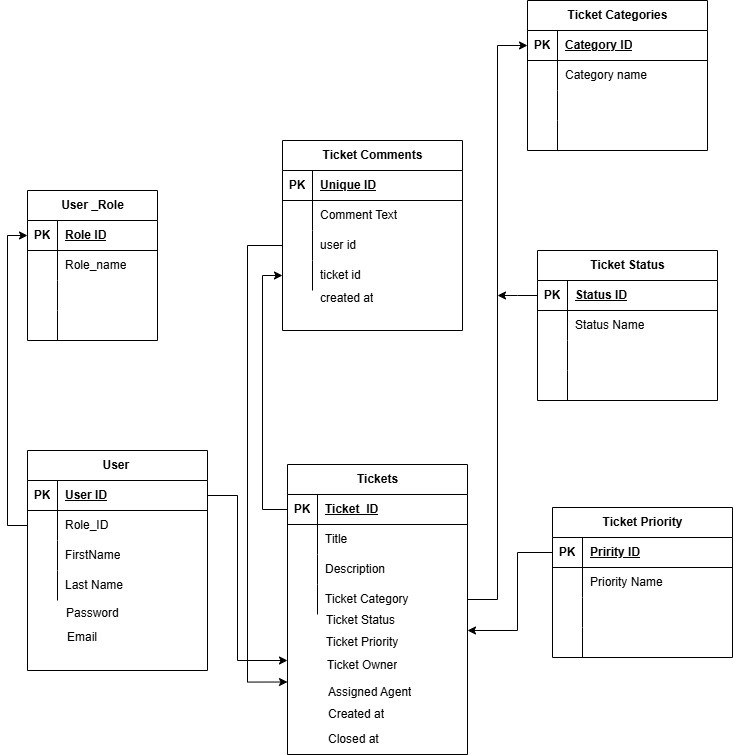 Ticket Categories
PK Category ID
Category name
Ticket Comments
PK Unique ID
Comment Text
user id
ticket id
created at
User _Role
PK Role ID
Role_name
Ticket Status
PK Status ID
Status Name
User
PK User ID
Role_ID
FirstName
Last Name
Password
Email
Tickets
PK Ticket_ID
Title
Description
Ticket Category
Ticket Status
Ticket Priority
Ticket Owner
Assigned Agent
Created at
Closed at
Ticket Priority
PK Pririty ID
Priority Name